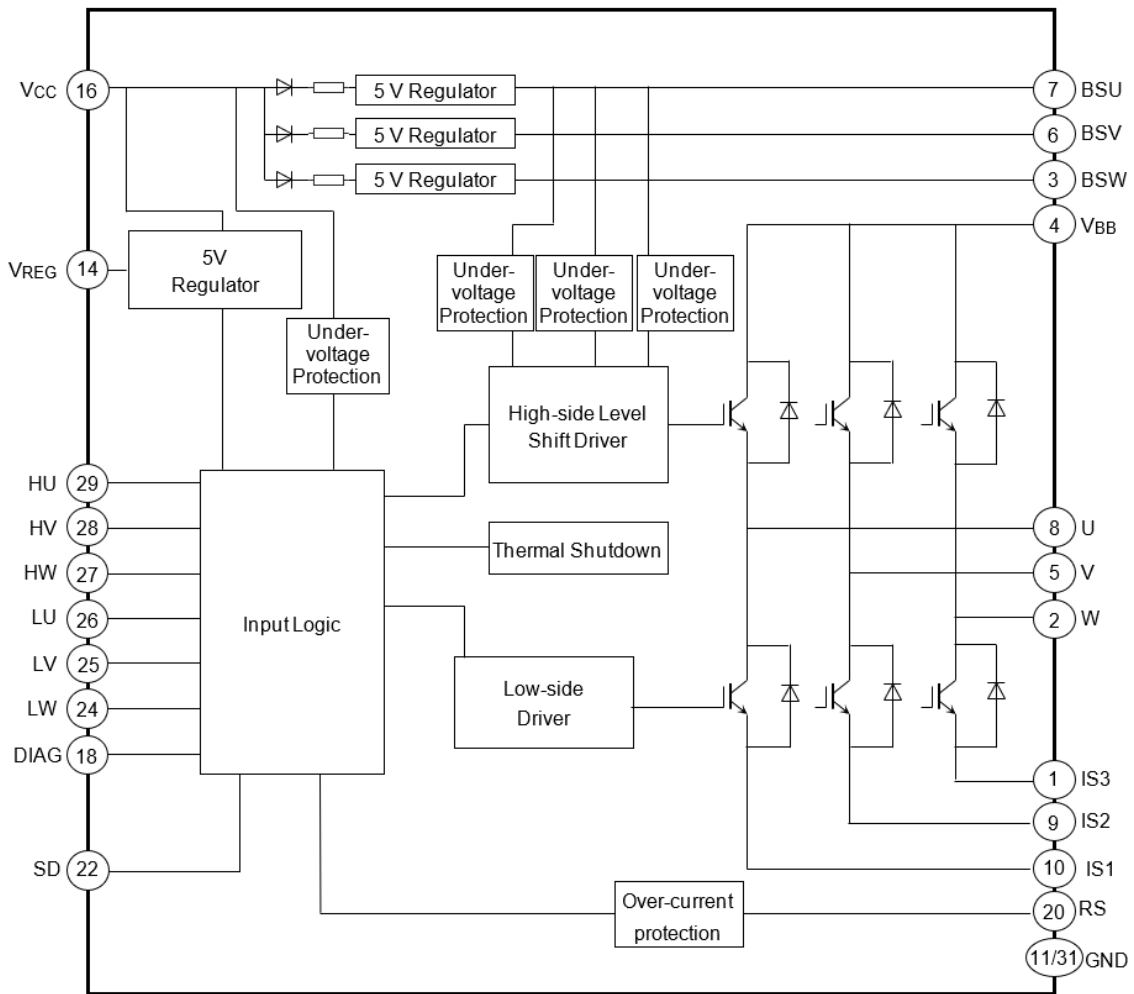 VCC
16
5 V Regulator
7
BSU
5 V Regulator
6
BSV
5 V Regulator
3
BSW
4
VBB
VREG
14
5V
Regulator
Under-
voltage
Protection
Under-
voltage
Protection
Under-
voltage
Protection
Under-
voltage
Protection
High-side Level
Shift Driver
HU
29
HV
28
HW
27
LU
26
LV
25
LW
24
DIAG
18
SD
22
Input Logic
Thermal Shutdown
Low-side
Driver
8
U
5
V
2
W
1
IS3
9
IS2
10
IS1
Over-current
protection
20
RS
11/31
GND